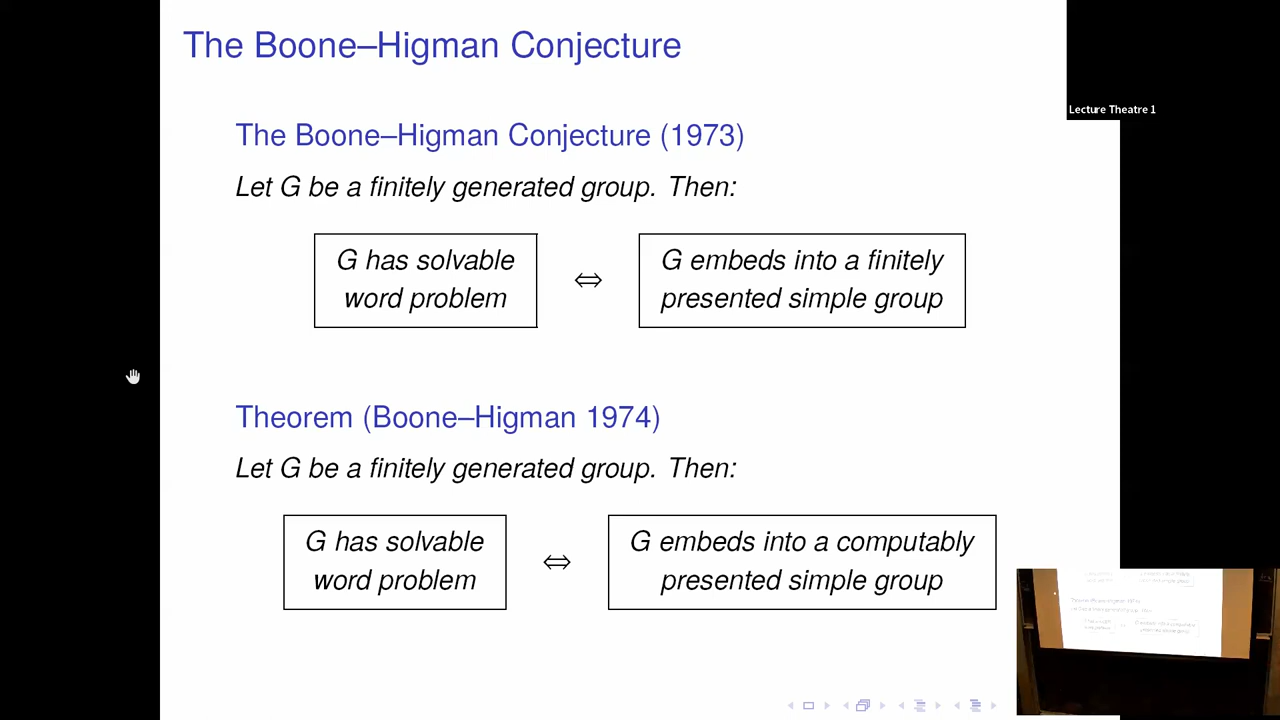 The Boone–Higman Conjecture
Lecture Theatre 1
The Boone–Higman Conjecture (1973)
Let G be a finitely generated group. Then:
G has solvable
word problem
⇔
G embeds into a finitely
presented simple group
Theorem (Boone–Higman 1974)
Let G be a finitely generated group. Then:
G has solvable
word problem
⇔
G embeds into a computably
presented simple group